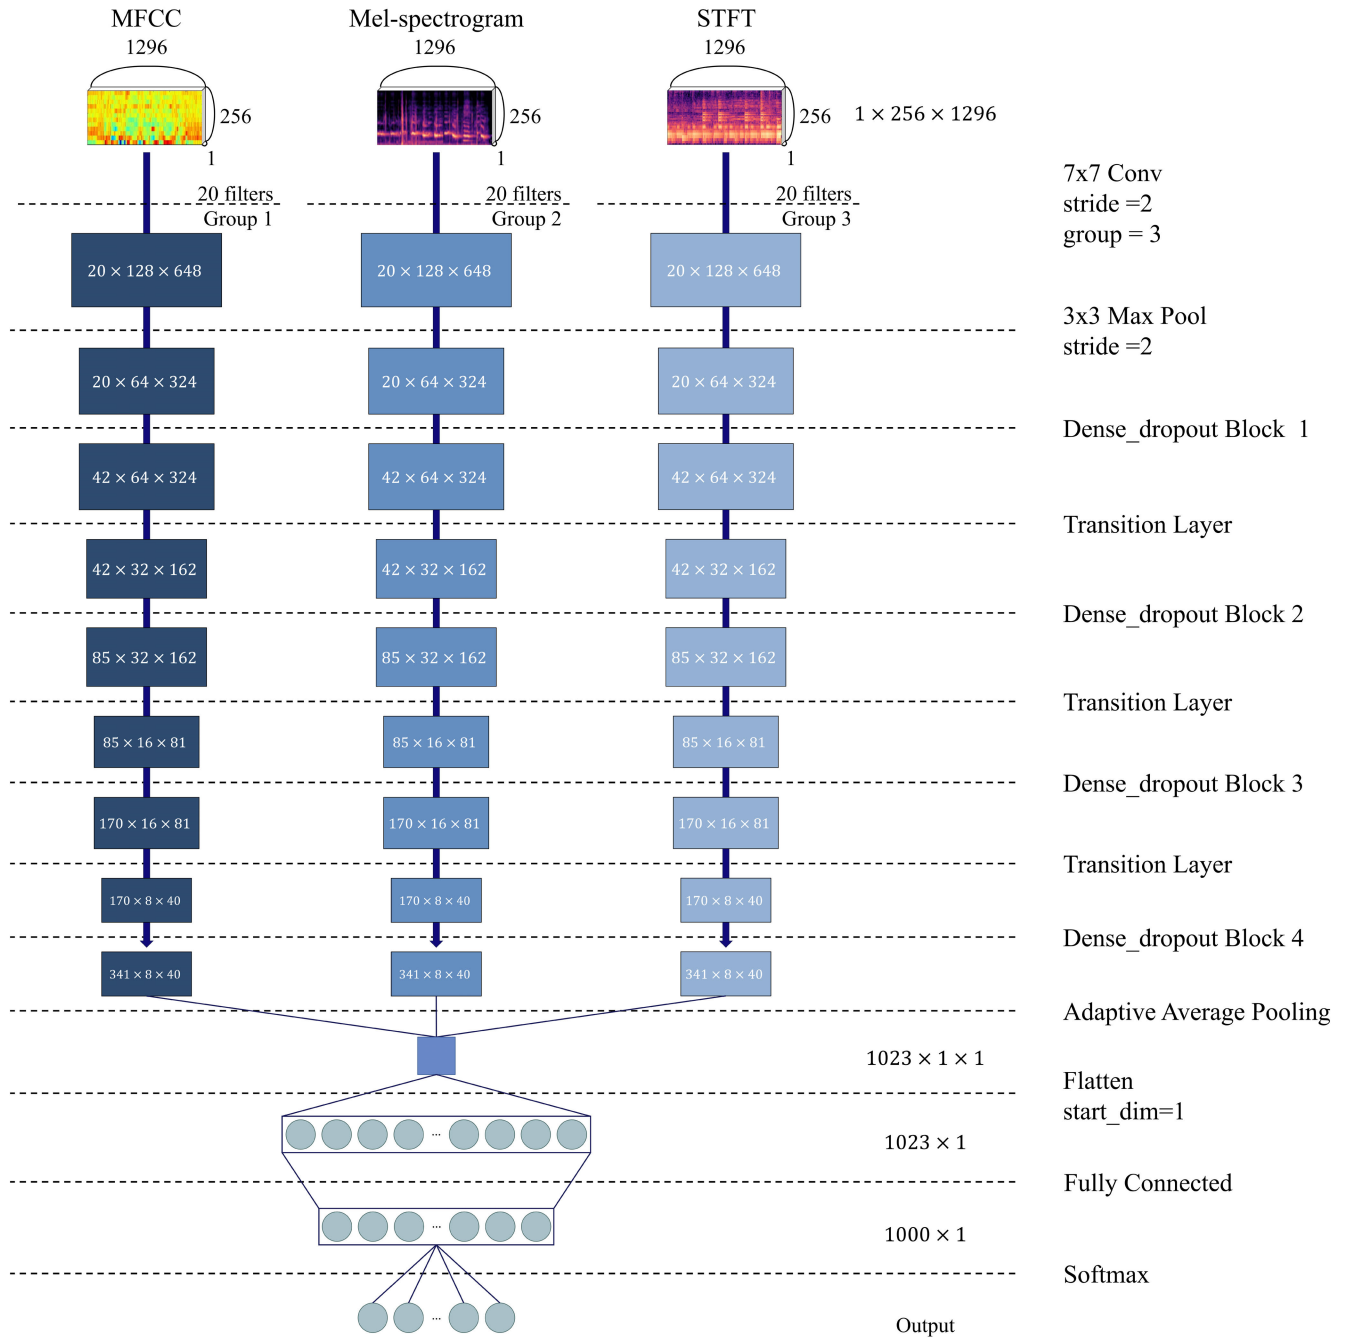 MFCC Mel-spectrogram STFT
1296 1296 1296
256 256 256 1 × 256 × 1296
1 1 1
7x7 Conv
stride =2
group = 3
20 filters 20 filters 20 filters
Group 1 Group 2 Group 3
20 × 128 × 648 20 × 128 × 648 20 × 128 × 648
3x3 Max Pool
stride =2
20 × 64 × 324 20 × 64 × 324 20 × 64 × 324
Dense_dropout Block 1
42 × 64 × 324 42 × 64 × 324 42 × 64 × 324
Transition Layer
42 × 32 × 162 42 × 32 × 162 42 × 32 × 162
Dense_dropout Block 2
85 × 32 × 162 85 × 32 × 162 85 × 32 × 162
Transition Layer
85 × 16 × 81 85 × 16 × 81 85 × 16 × 81
Dense_dropout Block 3
170 × 16 × 81 170 × 16 × 81 170 × 16 × 81
Transition Layer
170 × 8 × 40 170 × 8 × 40 170 × 8 × 40
Dense_dropout Block 4
341 × 8 × 40 341 × 8 × 40 341 × 8 × 40
Adaptive Average Pooling
1023 × 1 × 1
Flatten
start_dim=1
... 1023 × 1
Fully Connected
... 1000 × 1
Softmax
... Output